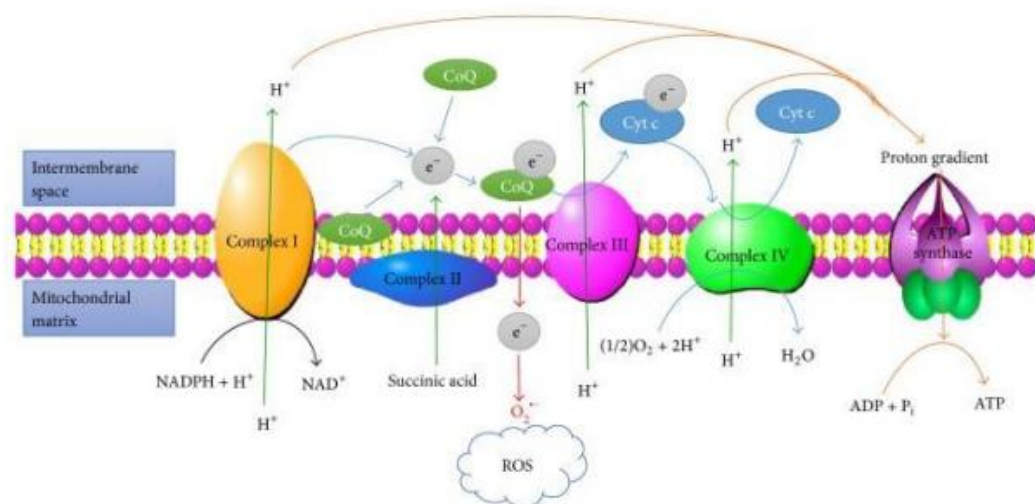 H⁺
CoQ
e⁻
H⁺
e⁻
Cyt c
H⁺
Cyt c
Intermembrane
space
e⁻
CoQ
Proton gradient
Complex I
CoQ
Complex II
Complex III
Complex IV
ATP
synthase
Mitochondrial
matrix
e⁻
(1/2)O₂ + 2H⁺
H⁺
H₂O
NADPH + H⁺
NAD⁺
Succinic acid
H⁺
ADP + Pᵢ
ATP
H⁺
O₂˙⁻
ROS